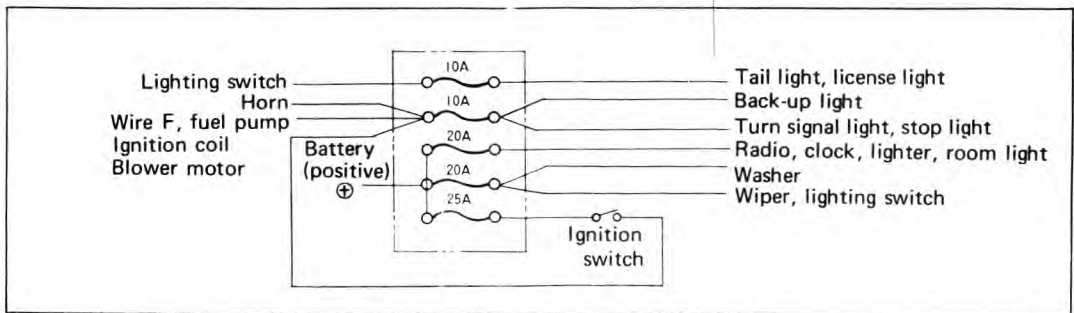 Lighting switch
Horn
Wire F, fuel pump
Ignition coil
Blower motor
Battery
(positive)
⊕
10A
10A
20A
20A
25A
Tail light, license light
Back-up light
Turn signal light, stop light
Radio, clock, lighter, room light
Washer
Wiper, lighting switch
Ignition
switch